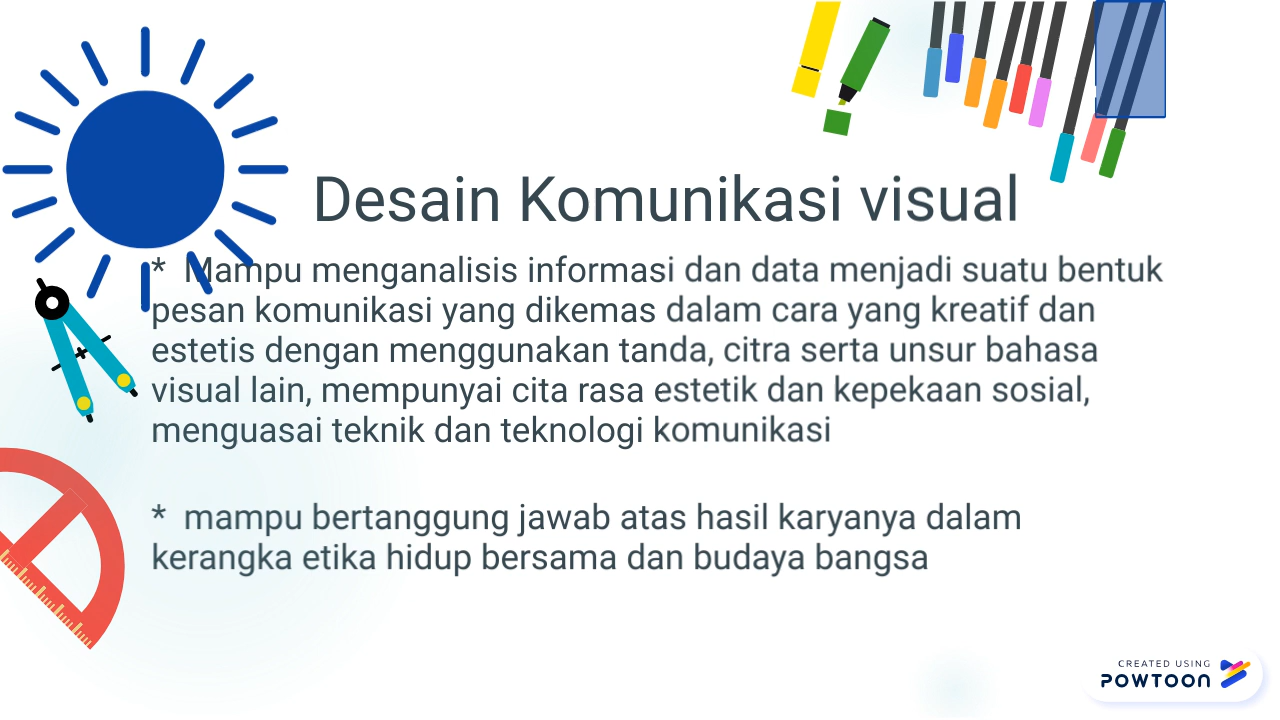 Desain Komunikasi visual
* Mampu menganalisis informasi dan data menjadi suatu bentuk
pesan komunikasi yang dikemas dalam cara yang kreatif dan
estetis dengan menggunakan tanda, citra serta unsur bahasa
visual lain, mempunyai cita rasa estetik dan kepekaan sosial,
menguasai teknik dan teknologi komunikasi
* mampu bertanggung jawab atas hasil karyanya dalam
kerangka etika hidup bersama dan budaya bangsa
CREATED USING
POWTOON